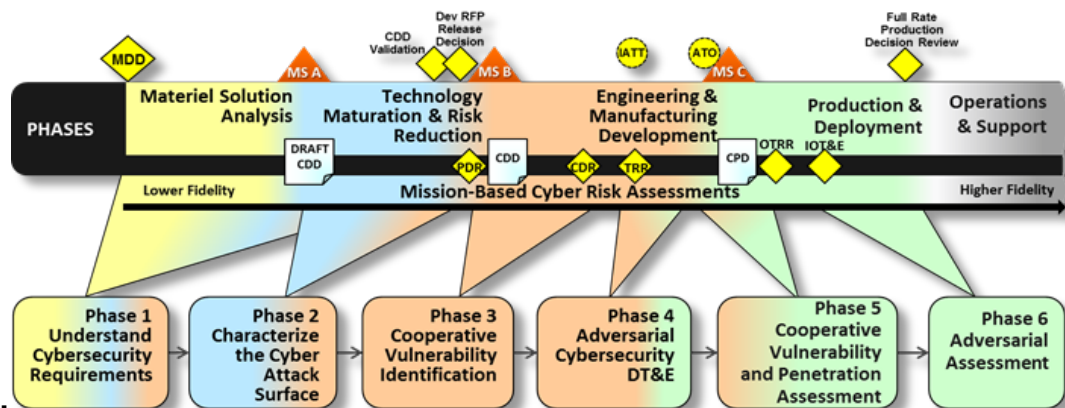 Dev RFP
Release
Decision
CDD
Validation
Full Rate
Production
Decision Review
MDD
MS A
MS B
IATT
ATO
MS C
PHASES
Materiel Solution
Analysis
Technology
Maturation & Risk
Reduction
Engineering &
Manufacturing
Development
Production &
Deployment
Operations
& Support
DRAFT
CDD
PDR
CDD
CDR
TRR
CPD
OTRR
IOT&E
Lower Fidelity
Mission-Based Cyber Risk Assessments
Higher Fidelity
Phase 1
Understand
Cybersecurity
Requirements
Phase 2
Characterize
the Cyber
Attack
Surface
Phase 3
Cooperative
Vulnerability
Identification
Phase 4
Adversarial
Cybersecurity
DT&E
Phase 5
Cooperative
Vulnerability
and Penetration
Assessment
Phase 6
Adversarial
Assessment